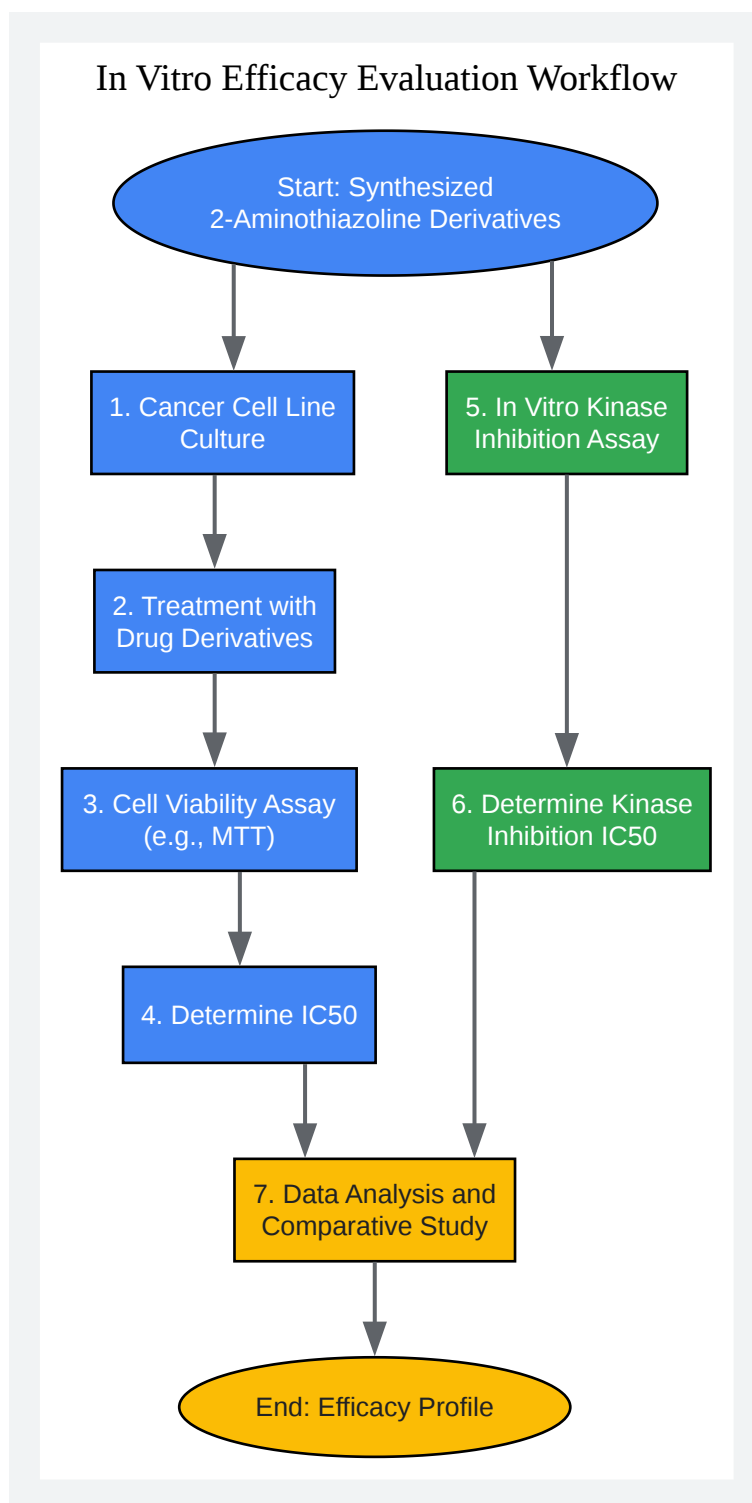 In Vitro Efficacy Evaluation Workflow
Start: Synthesized
2-Aminothiazoline Derivatives
1. Cancer Cell Line
Culture
5. In Vitro Kinase
Inhibition Assay
2. Treatment with
Drug Derivatives
3. Cell Viability Assay
(e.g., MTT)
6. Determine Kinase
Inhibition IC50
4. Determine IC50
7. Data Analysis and
Comparative Study
End: Efficacy Profile